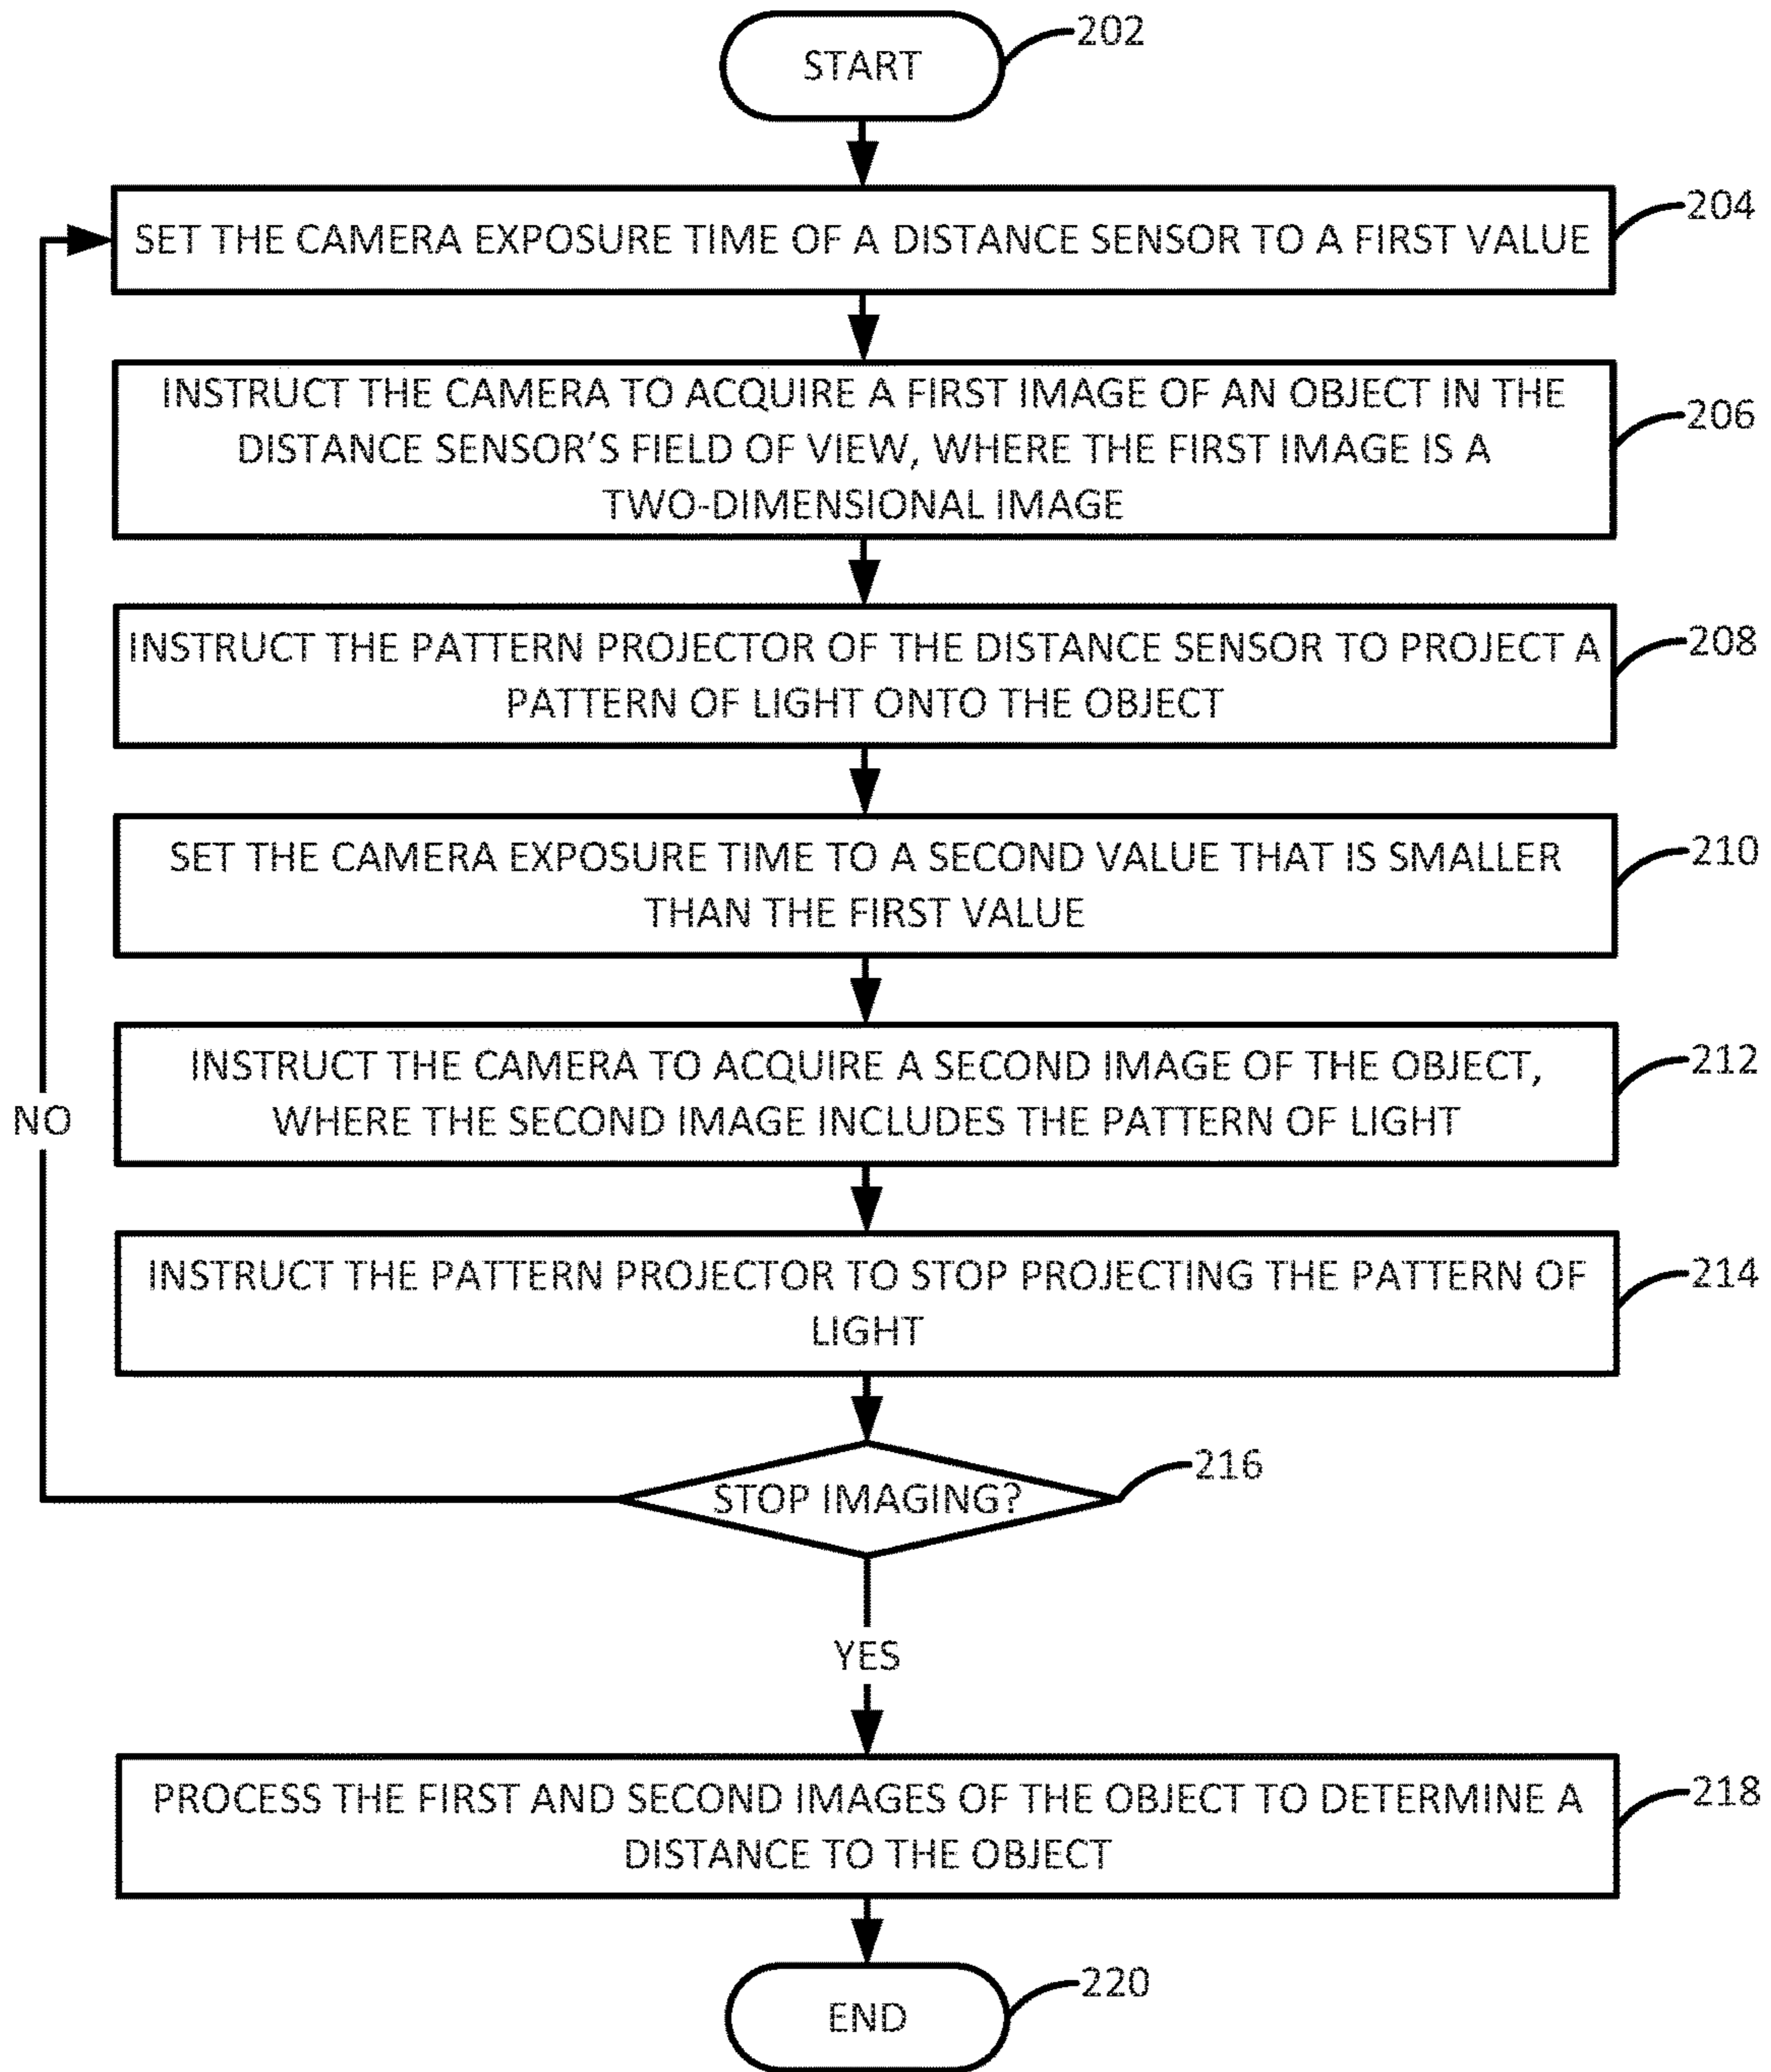 START
202
SET THE CAMERA EXPOSURE TIME OF A DISTANCE SENSOR TO A FIRST VALUE
204
INSTRUCT THE CAMERA TO ACQUIRE A FIRST IMAGE OF AN OBJECT IN THE
DISTANCE SENSOR'S FIELD OF VIEW, WHERE THE FIRST IMAGE IS A
TWO-DIMENSIONAL IMAGE
206
INSTRUCT THE PATTERN PROJECTOR OF THE DISTANCE SENSOR TO PROJECT A
PATTERN OF LIGHT ONTO THE OBJECT
208
SET THE CAMERA EXPOSURE TIME TO A SECOND VALUE THAT IS SMALLER
THAN THE FIRST VALUE
210
INSTRUCT THE CAMERA TO ACQUIRE A SECOND IMAGE OF THE OBJECT,
WHERE THE SECOND IMAGE INCLUDES THE PATTERN OF LIGHT
212
NO
INSTRUCT THE PATTERN PROJECTOR TO STOP PROJECTING THE PATTERN OF
LIGHT
214
STOP IMAGING?
216
YES
PROCESS THE FIRST AND SECOND IMAGES OF THE OBJECT TO DETERMINE A
DISTANCE TO THE OBJECT
218
END
220